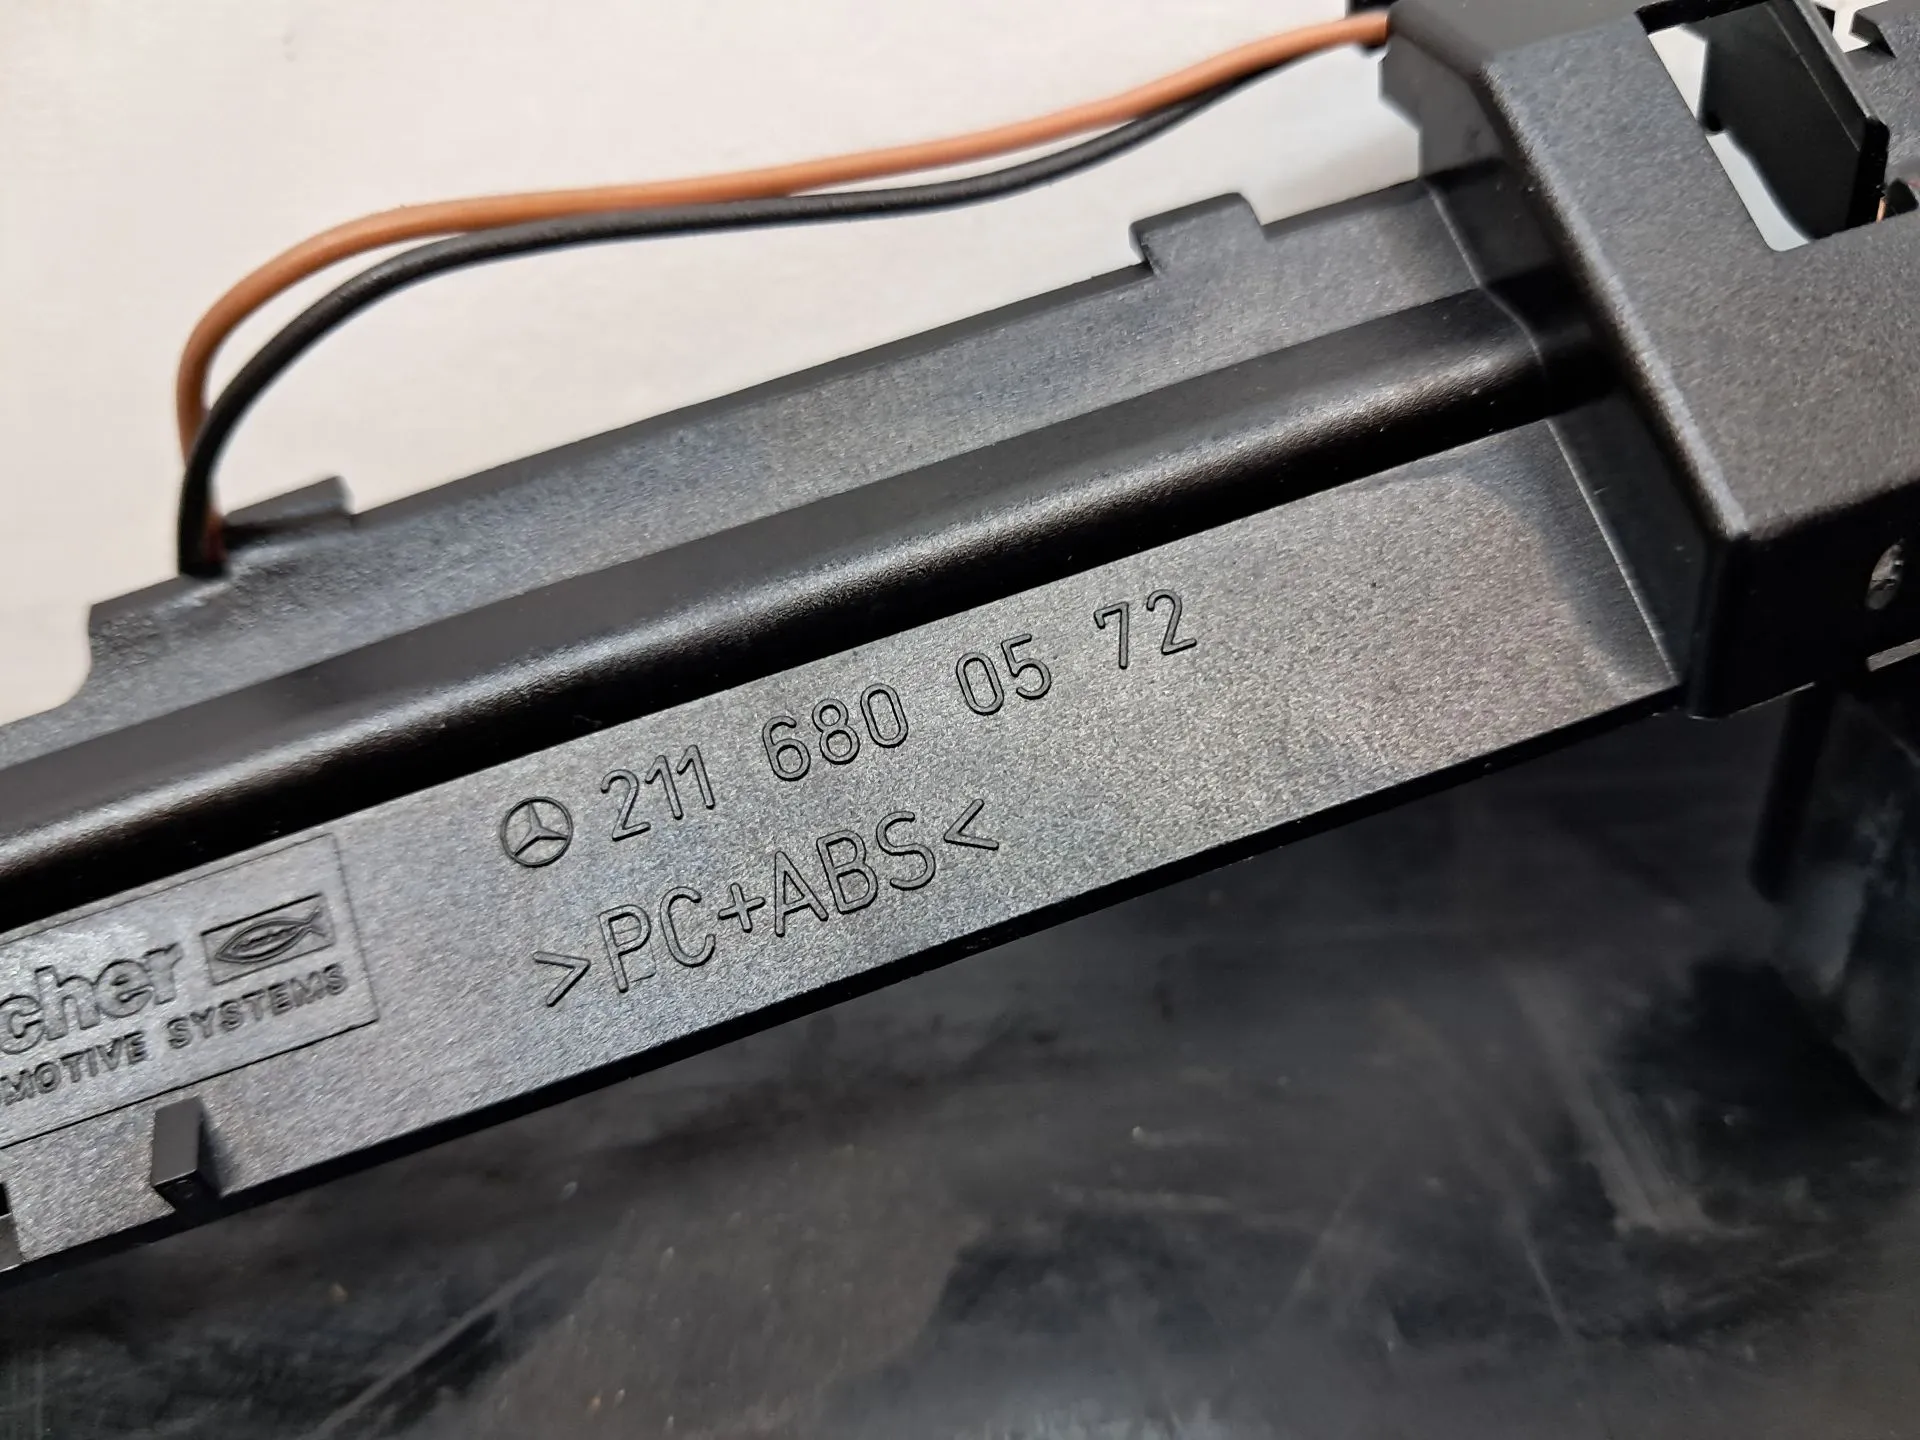 211 680 05 72
>PC+ABS<
cher
MOTIVE SYSTEMS